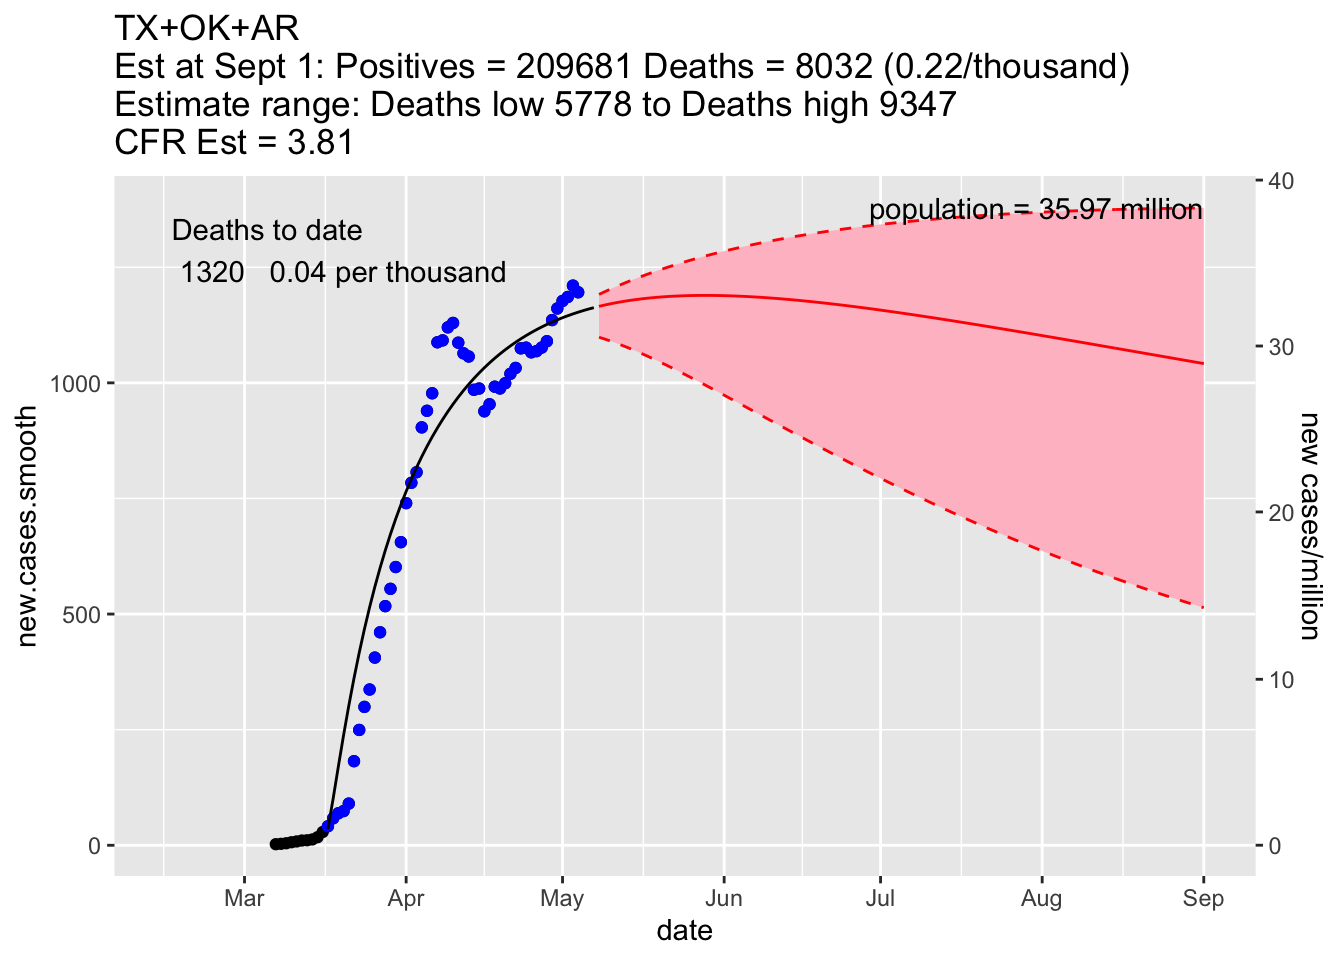 TX+OK+AR
Est at Sept 1: Positives = 209681 Deaths = 8032 (0.22/thousand)
Estimate range: Deaths low 5778 to Deaths high 9347
CFR Est = 3.81
Deaths to date
1320 0.04 per thousand
population = 35.97 million
new.cases.smooth
1000
500
0
40
30
20
10
0
new cases/million
Mar Apr May Jun Jul Aug Sep
date